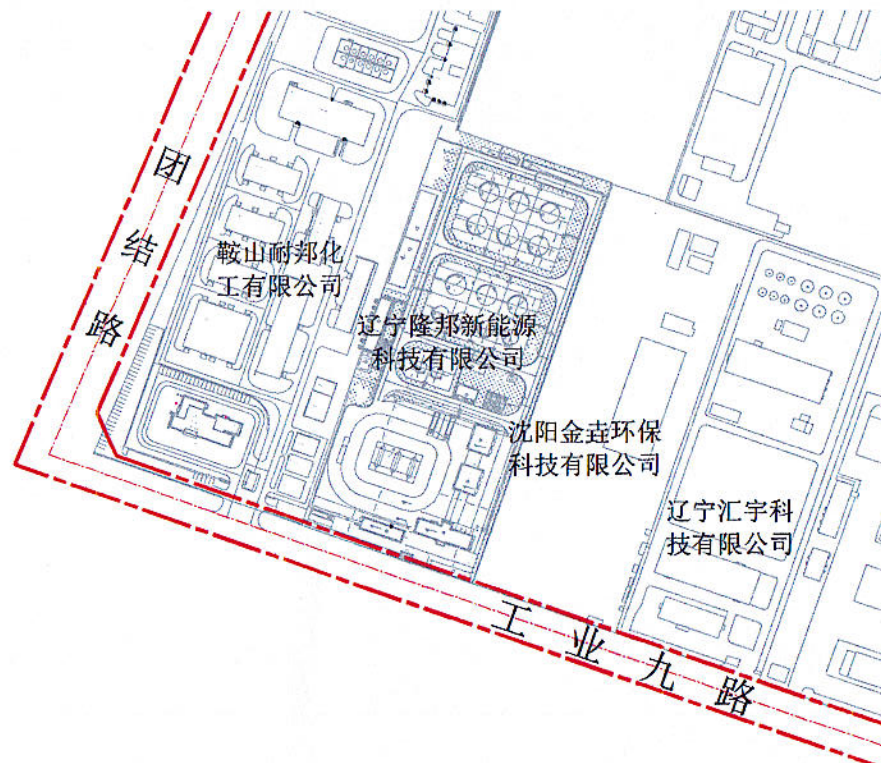 团结路
鞍山耐邦化
工有限公司
辽宁隆邦新能源
科技有限公司
沈阳金垚环保
科技有限公司
辽宁汇宇科
技有限公司
工业九路